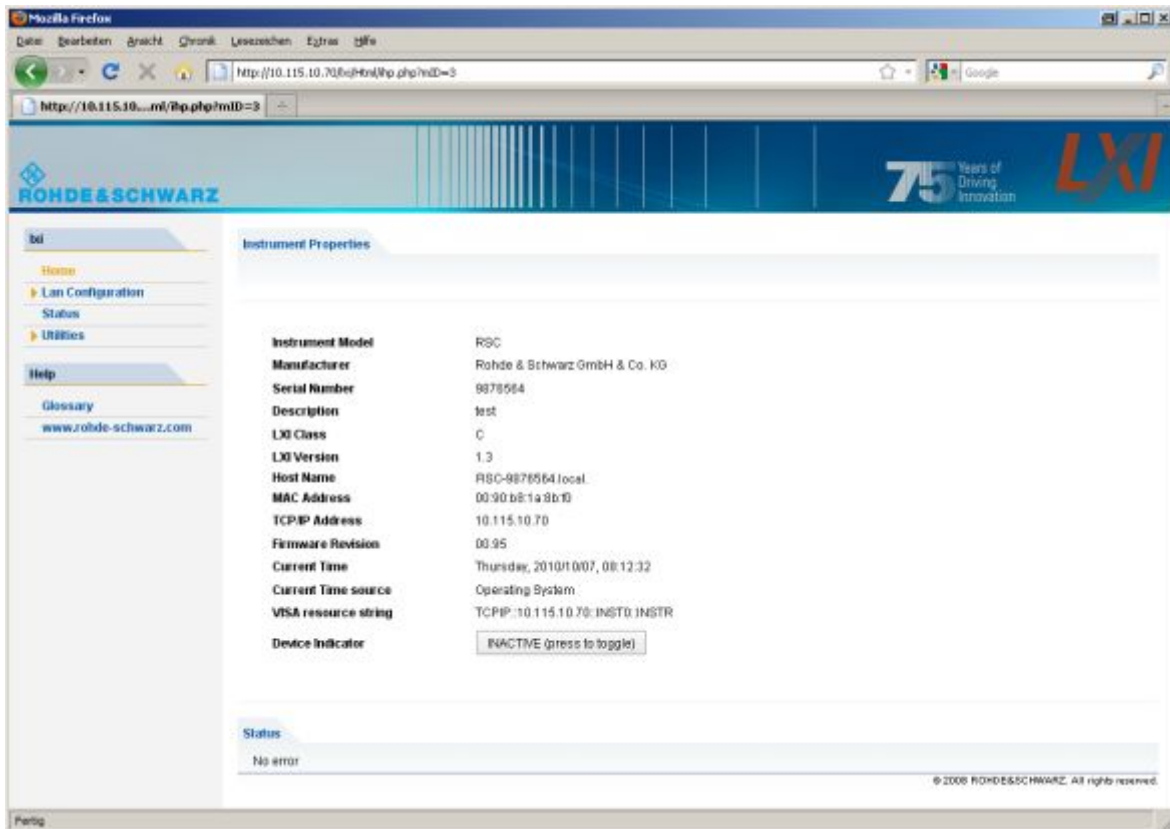 Mozilla Firefox
Datei Bearbeiten Ansicht Chronik Lesezeichen Extras Hilfe
http://10.115.10.70/lxi/Html/ihp.php?mID=3
Google
http://10.115.10....ml/ihp.php?mID=3
ROHDE&SCHWARZ
75 Years of Driving Innovation
LXI
lxi
Home
Lan Configuration
Status
Utilities
Help
Glossary
www.rohde-schwarz.com
Instrument Properties
Instrument Model RSC
Manufacturer Rohde & Schwarz GmbH & Co. KG
Serial Number 9876564
Description test
LXI Class C
LXI Version 1.3
Host Name RSC-9876564.local.
MAC Address 00:90:b8:1a:8b:f0
TCP/IP Address 10.115.10.70
Firmware Revision 00.95
Current Time Thursday, 2010/10/07, 08:12:32
Current Time source Operating System
VISA resource string TCPIP::10.115.10.70::INST0::INSTR
Device Indicator INACTIVE (press to toggle)
Status
No error
© 2008 ROHDE&SCHWARZ. All rights reserved.
Fertig